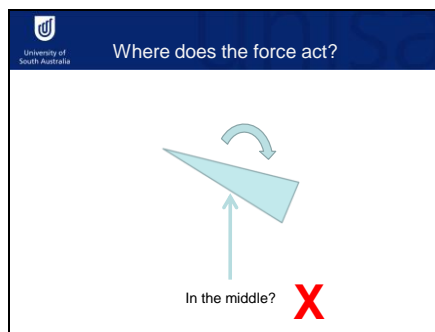 University of
South Australia
Where does the force act?
In the middle?
X